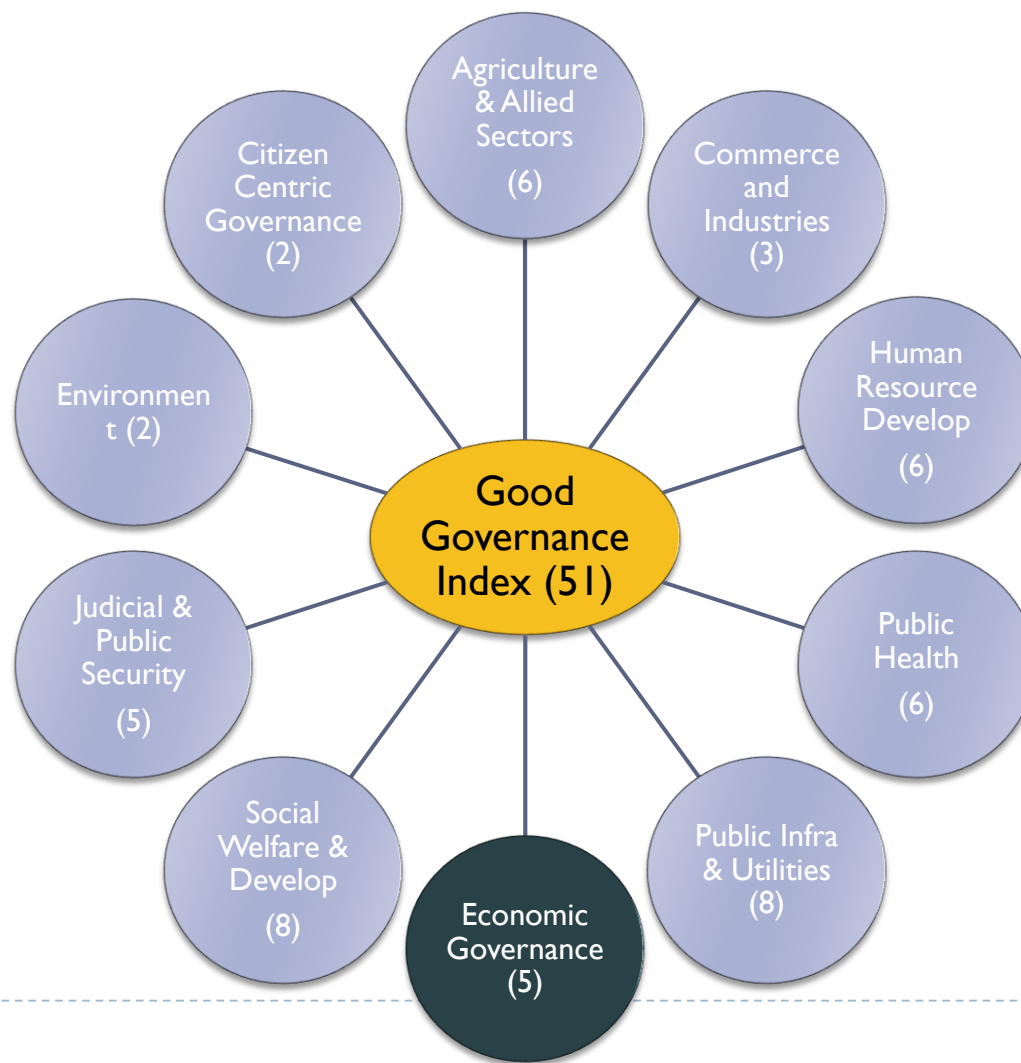 Agriculture
& Allied
Sectors
(6)
Commerce
and
Industries
(3)
Human
Resource
Develop
(6)
Public
Health
(6)
Public Infra
& Utilities
(8)
Economic
Governance
(5)
Social
Welfare &
Develop
(8)
Judicial &
Public
Security
(5)
Environmen
t (2)
Citizen
Centric
Governance
(2)
Good
Governance
Index (51)